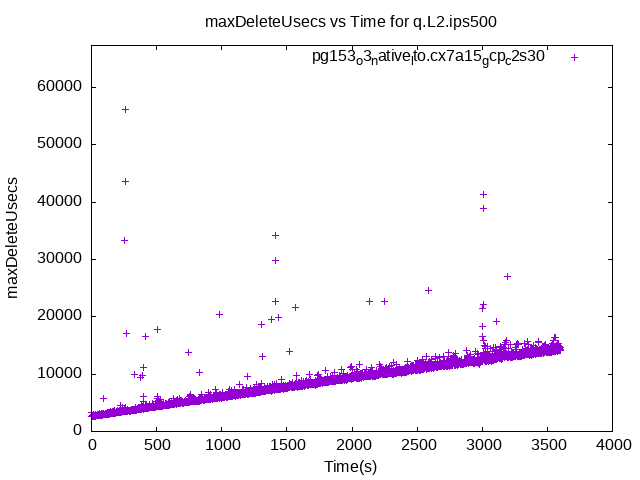 maxDeleteUsecs vs Time for q.L2.ips500
pg153o3native_lto.cx7a15gcpc2s30
60000
50000
40000
30000
20000
10000
0
maxDeleteUsecs
0 500 1000 1500 2000 2500 3000 3500 4000
Time(s)